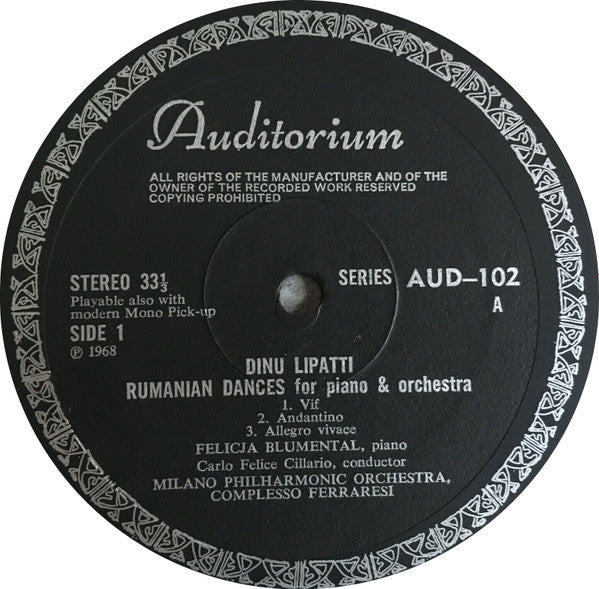 Auditorium
ALL RIGHTS OF THE MANUFACTURER AND OF THE
OWNER OF THE RECORDED WORK RESERVED
COPYING PROHIBITED
STEREO 33⅓
Playable also with
modern Mono Pick-up
SIDE 1
℗ 1968
SERIES AUD–102
A
DINU LIPATTI
RUMANIAN DANCES for piano & orchestra
1. Vif
2. Andantino
3. Allegro vivace
FELICJA BLUMENTAL, piano
Carlo Felice Cillario, conductor
MILANO PHILHARMONIC ORCHESTRA,
COMPLESSO FERRARESI